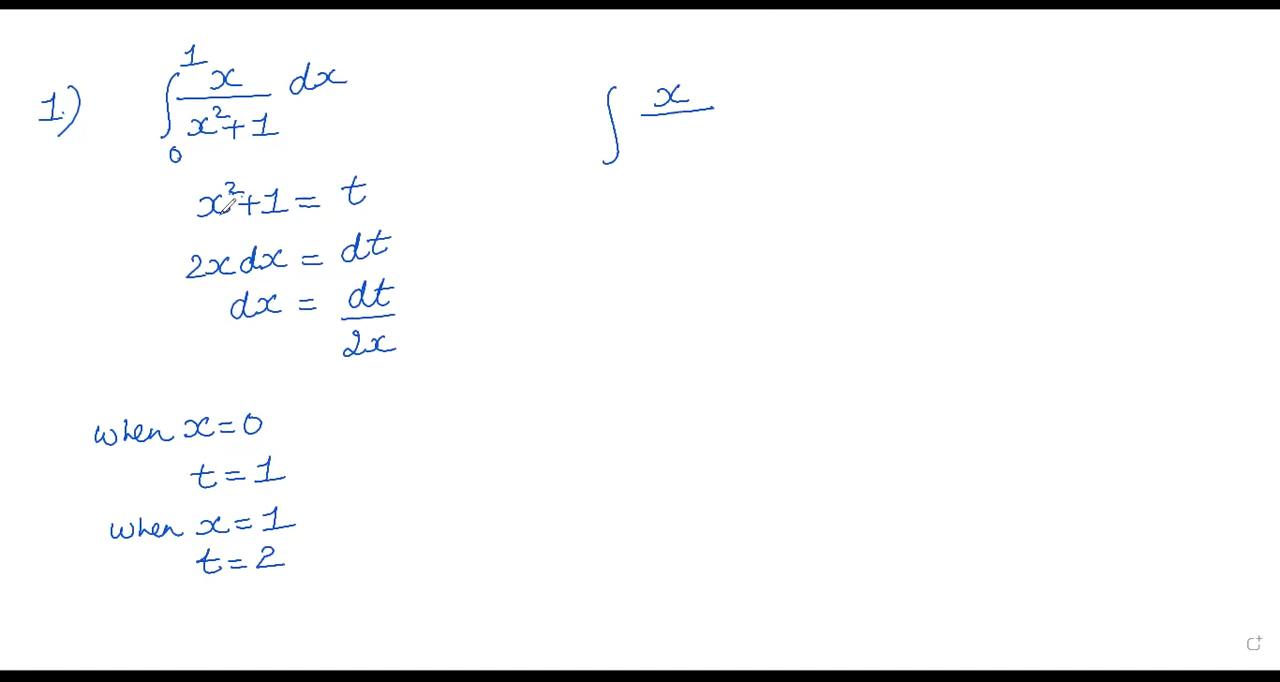 1.) ∫₀¹ x/(x²+1) dx
x²+1 = t
2x dx = dt
dx = dt/2x
when x=0
t=1
when x=1
t=2
∫ x/